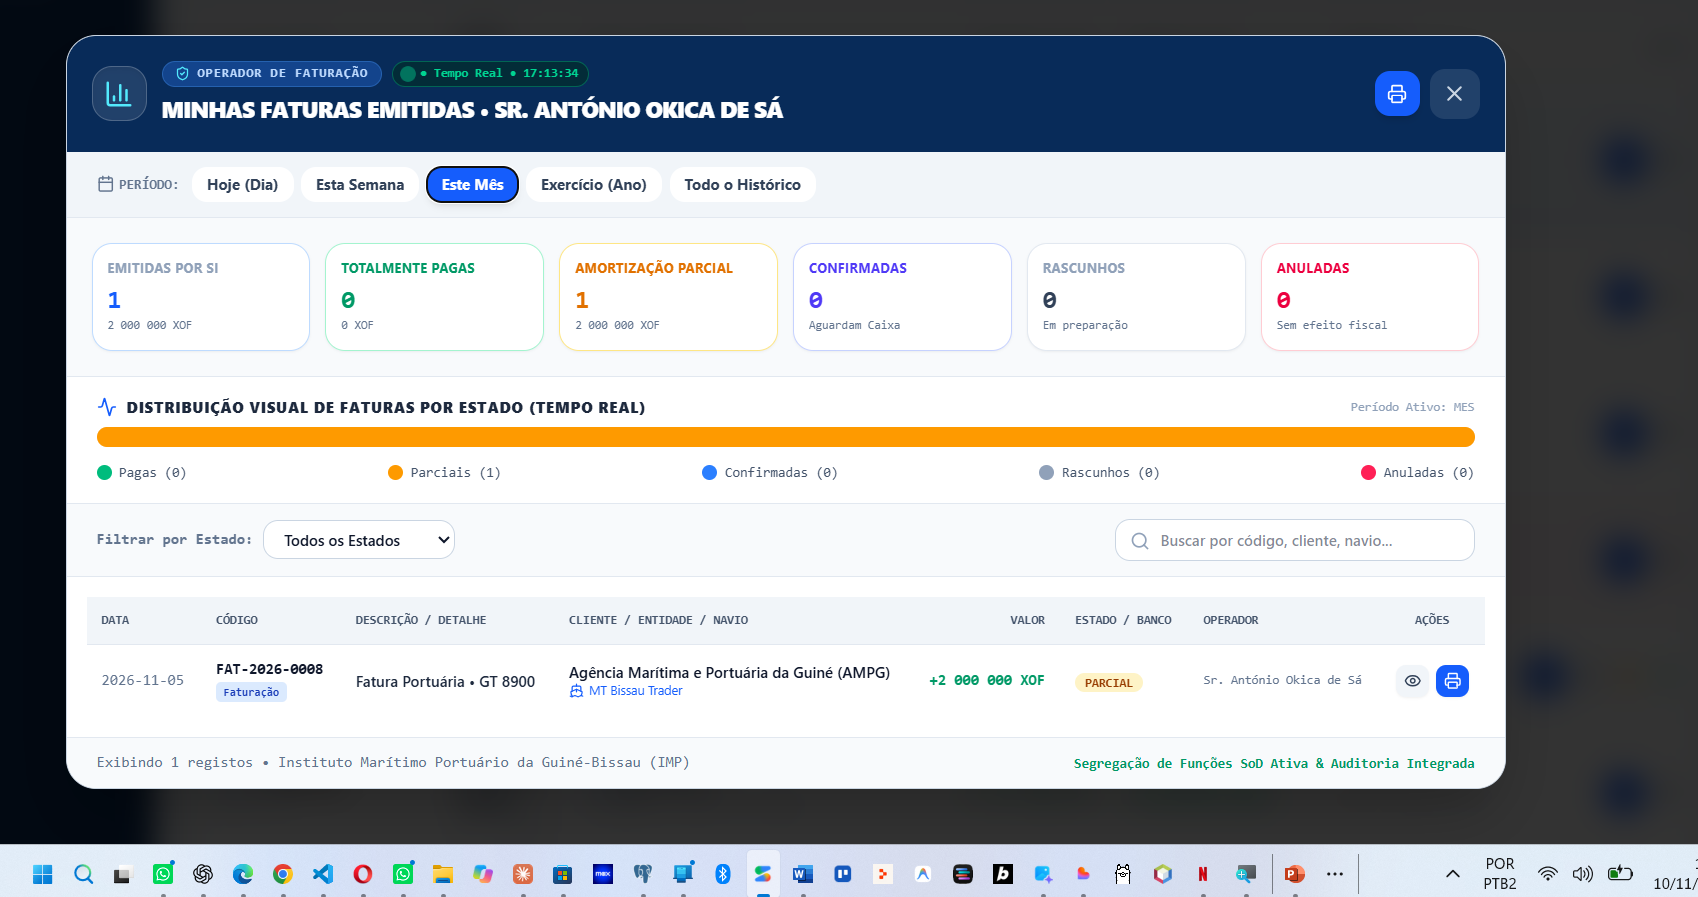 OPERADOR DE FATURAÇÃO
• Tempo Real • 17:13:34
MINHAS FATURAS EMITIDAS • SR. ANTÓNIO OKICA DE SÁ
PERÍODO:
Hoje (Dia)
Esta Semana
Este Mês
Exercício (Ano)
Todo o Histórico
EMITIDAS POR SI
1
2 000 000 XOF
TOTALMENTE PAGAS
0
0 XOF
AMORTIZAÇÃO PARCIAL
1
2 000 000 XOF
CONFIRMADAS
0
Aguardam Caixa
RASCUNHOS
0
Em preparação
ANULADAS
0
Sem efeito fiscal
DISTRIBUIÇÃO VISUAL DE FATURAS POR ESTADO (TEMPO REAL)
Período Ativo: MES
Pagas (0)
Parciais (1)
Confirmadas (0)
Rascunhos (0)
Anuladas (0)
Filtrar por Estado:
Todos os Estados
Buscar por código, cliente, navio...
DATA
CÓDIGO
DESCRIÇÃO / DETALHE
CLIENTE / ENTIDADE / NAVIO
VALOR
ESTADO / BANCO
OPERADOR
AÇÕES
2026-11-05
FAT-2026-0008
Faturação
Fatura Portuária • GT 8900
Agência Marítima e Portuária da Guiné (AMPG)
MT Bissau Trader
+2 000 000 XOF
PARCIAL
Sr. António Okica de Sá
Exibindo 1 registos • Instituto Marítimo Portuário da Guiné-Bissau (IMP)
Segregação de Funções SoD Ativa & Auditoria Integrada
POR
PTB2
10/11/